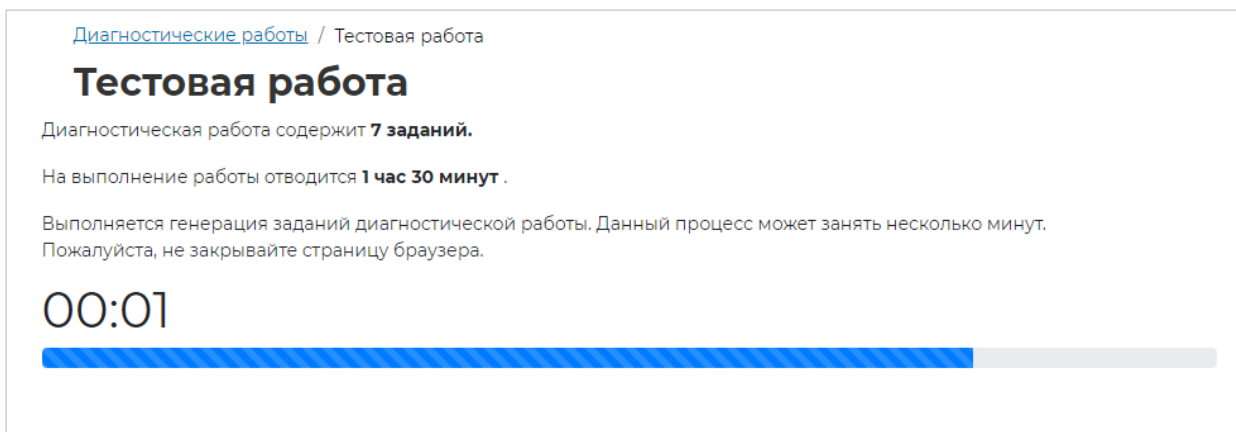 Диагностические работы / Тестовая работа
Тестовая работа
Диагностическая работа содержит 7 заданий.
На выполнение работы отводится 1 час 30 минут .
Выполняется генерация заданий диагностической работы. Данный процесс может занять несколько минут.
Пожалуйста, не закрывайте страницу браузера.
00:01